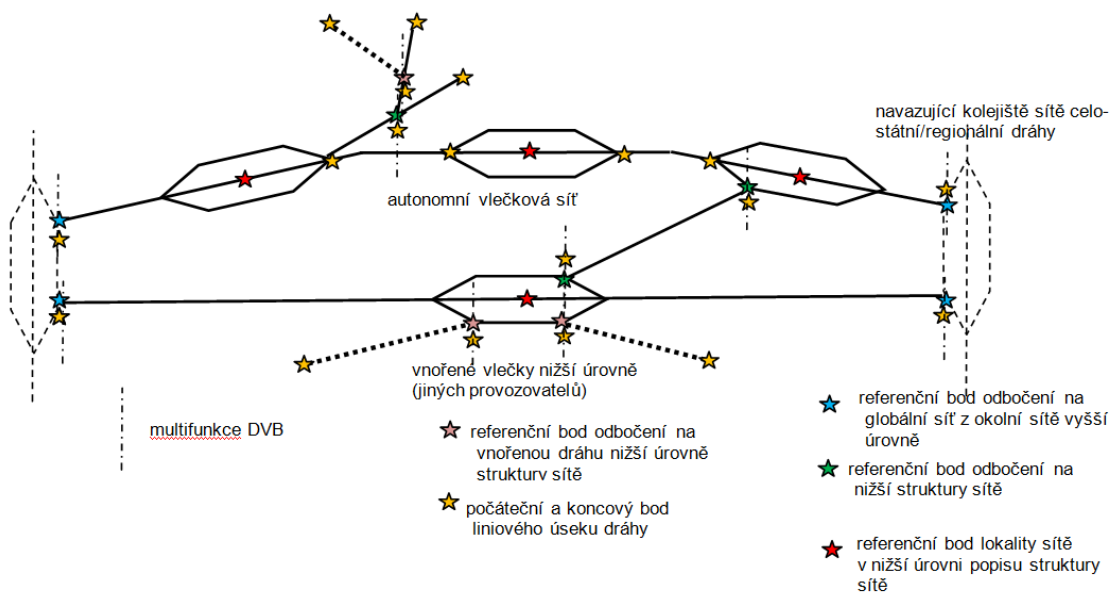 navazující kolejiště sítě celo-
státní/regionální dráhy
autonomní vlečková síť
vnořené vlečky nižší úrovně
(jiných provozovatelů)
multifunkce DVB
referenční bod odbočení na
vnořenou dráhu nižší úrovně
struktury sítě
počáteční a koncový bod
liniového úseku dráhy
referenční bod odbočení na
globální síť z okolní sítě vyšší
úrovně
referenční bod odbočení na
nižší struktury sítě
referenční bod lokality sítě
v nižší úrovni popisu struktury
sítě